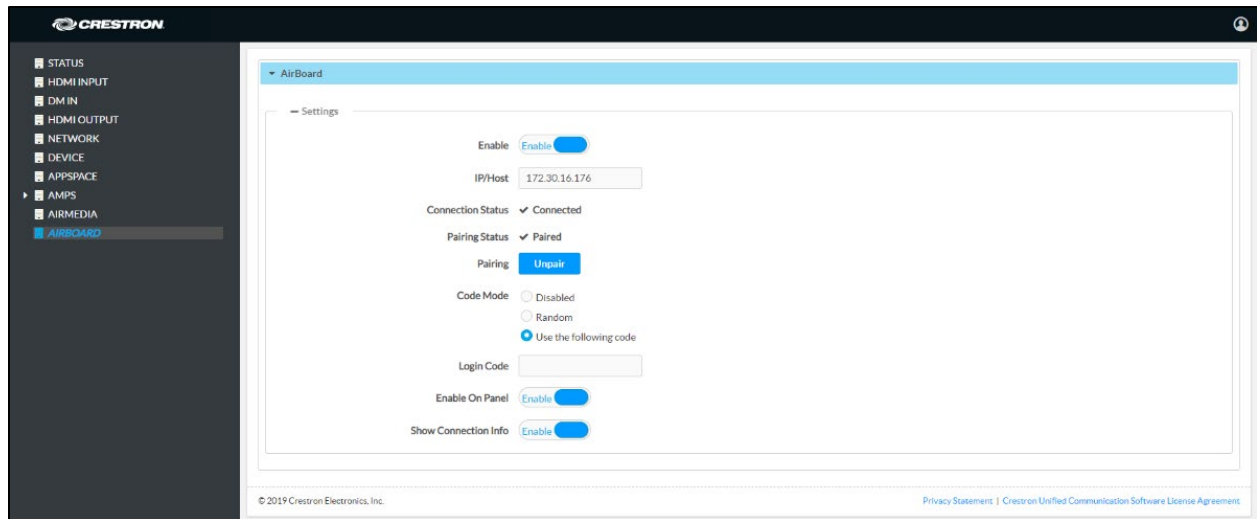 CRESTRON
STATUS
HDMI INPUT
DM IN
HDMI OUTPUT
NETWORK
DEVICE
APPSPACE
AMPS
AIRMEDIA
AIRBOARD
AirBoard
Settings
Enable Enable
IP/Host 172.30.16.176
Connection Status Connected
Pairing Status Paired
Pairing Unpair
Code Mode Disabled
Random
Use the following code
Login Code
Enable On Panel Enable
Show Connection Info Enable
© 2019 Crestron Electronics, Inc. Privacy Statement | Crestron Unified Communication Software License Agreement